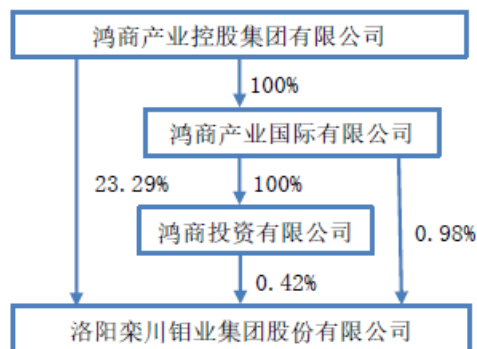 鸿商产业控股集团有限公司
100%
鸿商产业国际有限公司
23.29%
100%
鸿商投资有限公司
0.98%
0.42%
洛阳栾川钼业集团股份有限公司